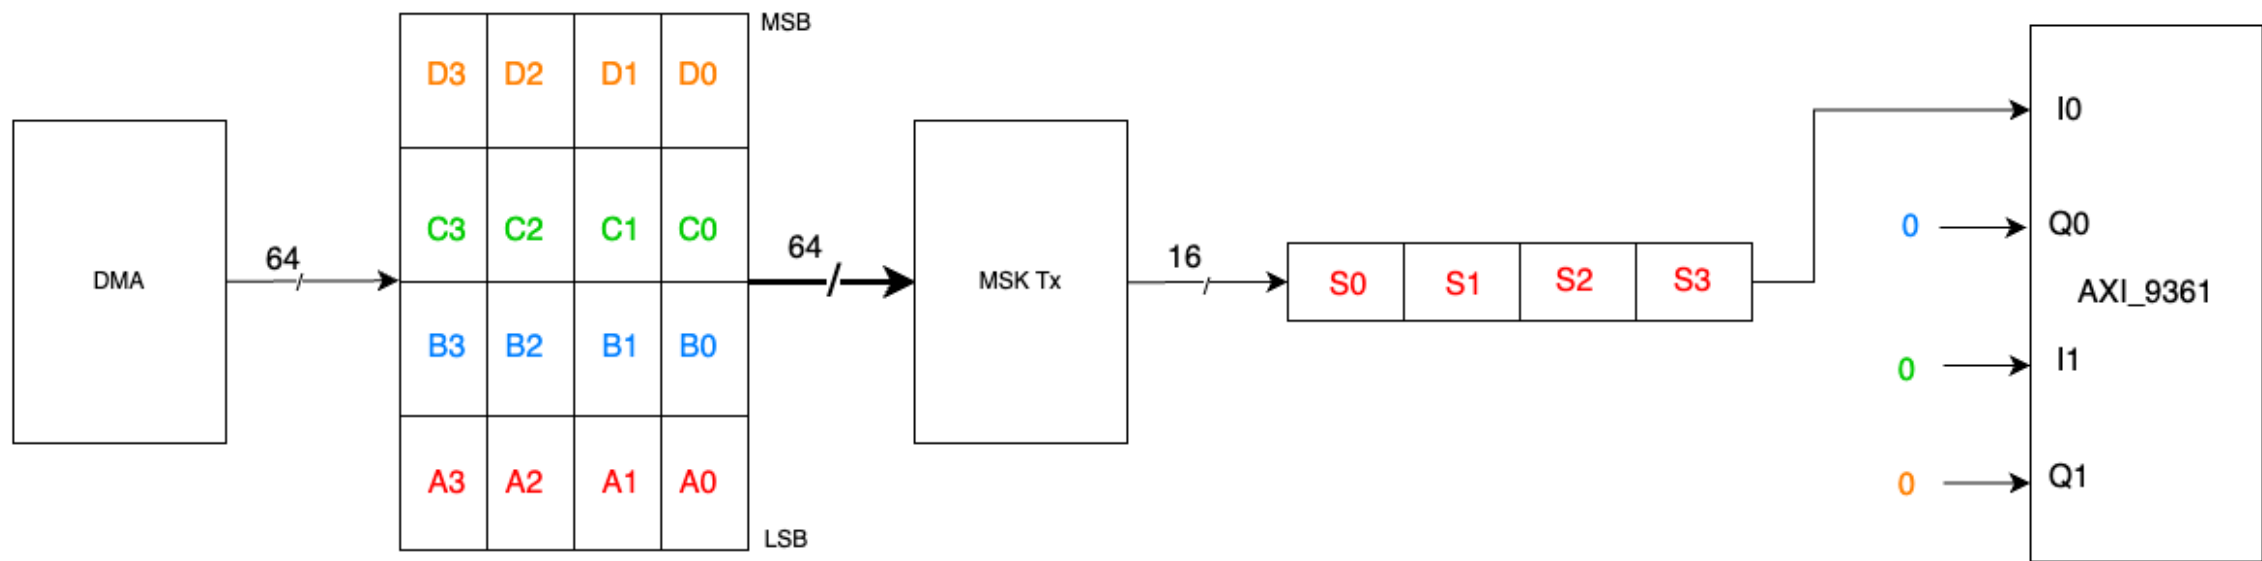 MSB
D3 D2 D1 D0
I0
C3 C2 C1 C0
0 Q0
64
64
16
DMA
MSK Tx
S0 S1 S2 S3
AXI_9361
B3 B2 B1 B0
0 I1
A3 A2 A1 A0
0 Q1
LSB